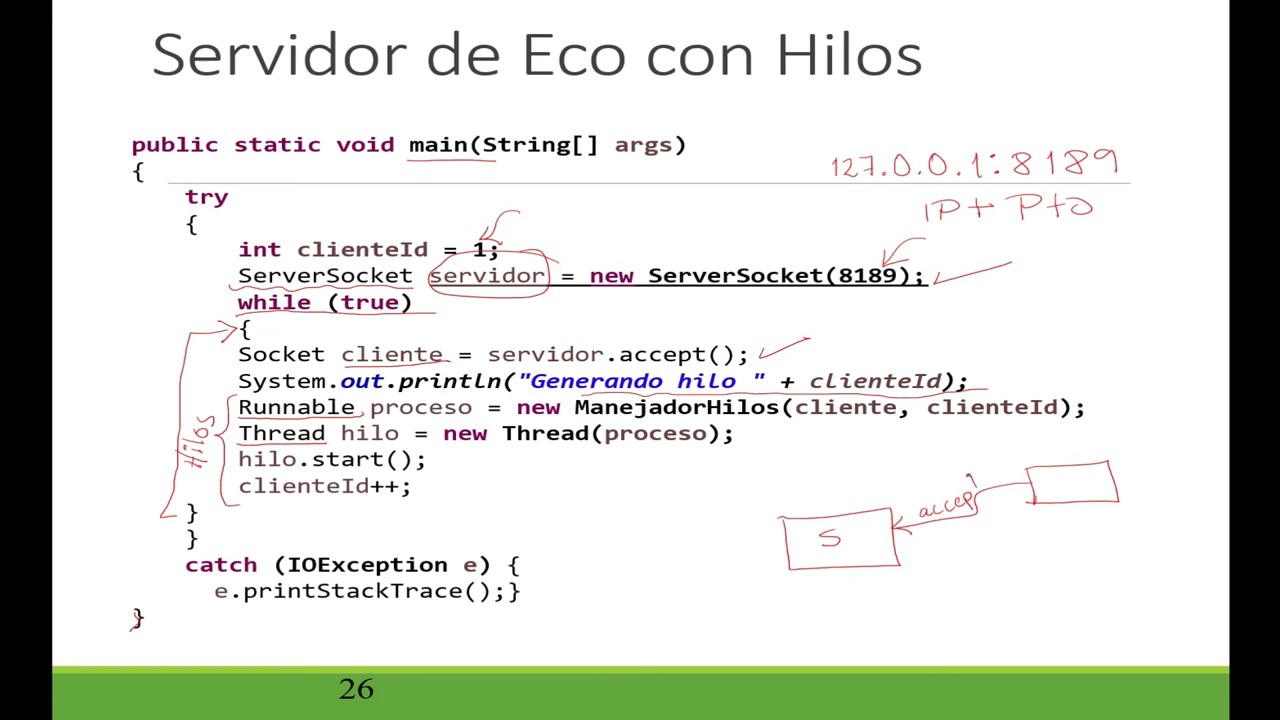 Servidor de Eco con Hilos
public static void main(String[] args)
127.0.0.1:8189
{
IP + Pto
try
{
int clienteId = 1;
ServerSocket servidor = new ServerSocket(8189);
while (true)
{
Socket cliente = servidor.accept();
System.out.println("Generando hilo " + clienteId);
Runnable proceso = new ManejadorHilos(cliente, clienteId);
Thread hilo = new Thread(proceso);
Hilos
hilo.start();
clienteId++;
accep
}
S
}
catch (IOException e) {
e.printStackTrace();}
}
26